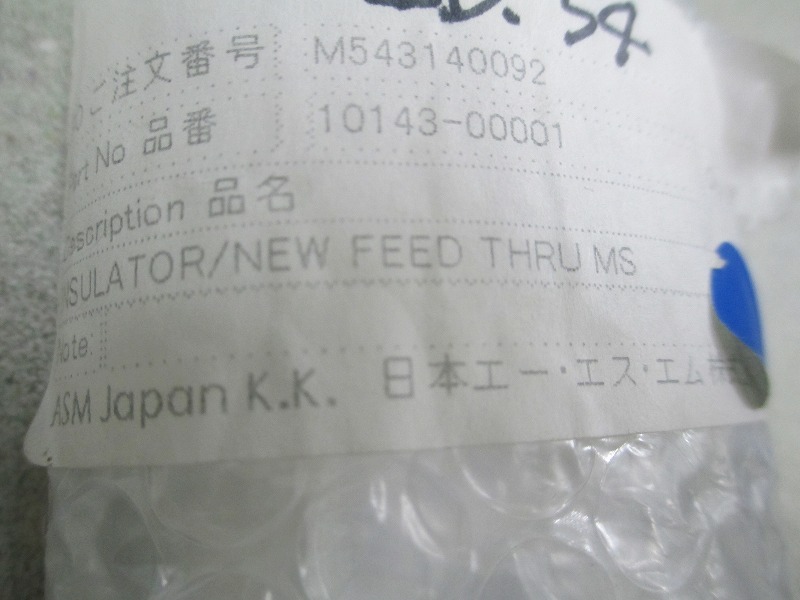 54
ご注文番号 M543140092
Part No 品番 10143-00001
Description 品名
INSULATOR/NEW FEED THRU MS
Note:
ASM Japan K.K. 日本エー・エス・エム